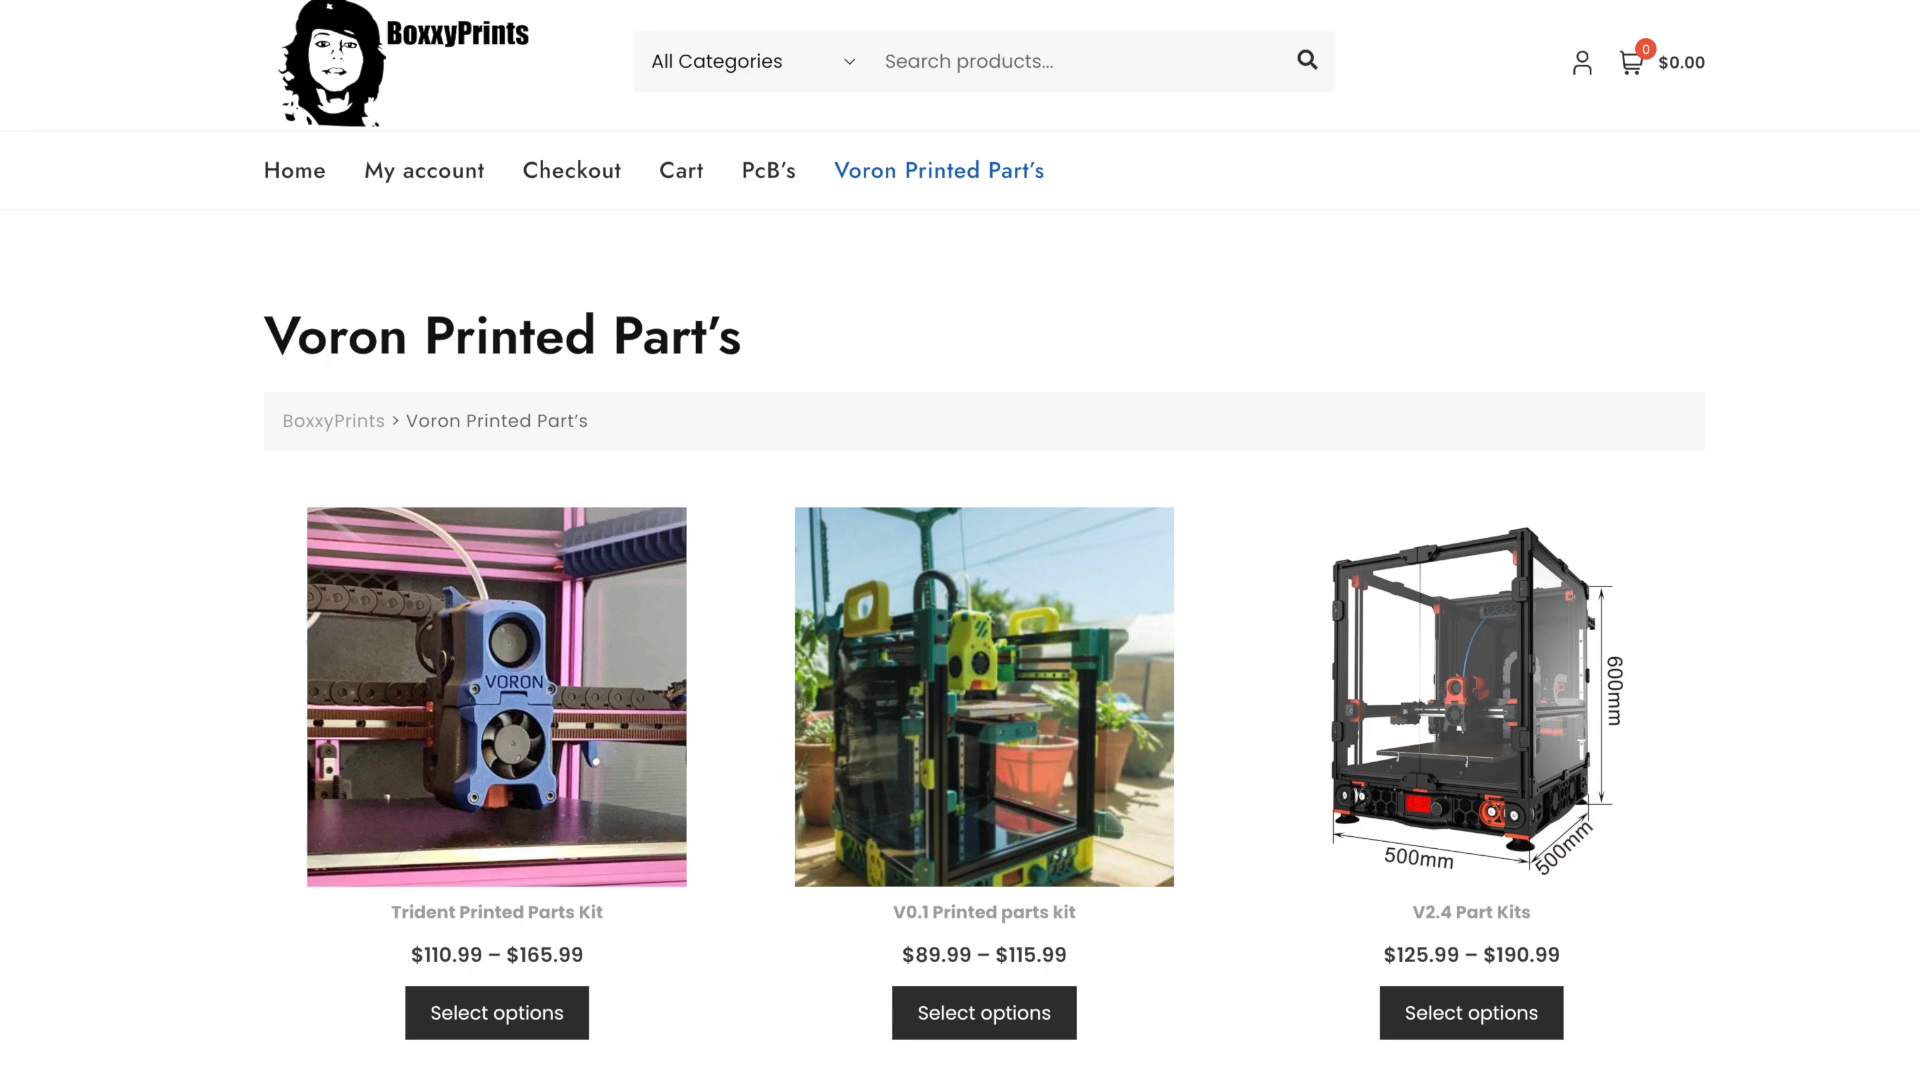 BoxxyPrints
All Categories
Search products...
0
$0.00
Home
My account
Checkout
Cart
PcB’s
Voron Printed Part’s
Voron Printed Part’s
BoxxyPrints > Voron Printed Part’s
VORON
600mm
500mm
500mm
Trident Printed Parts Kit
V0.1 Printed parts kit
V2.4 Part Kits
$110.99 – $165.99
$89.99 – $115.99
$125.99 – $190.99
Select options
Select options
Select options